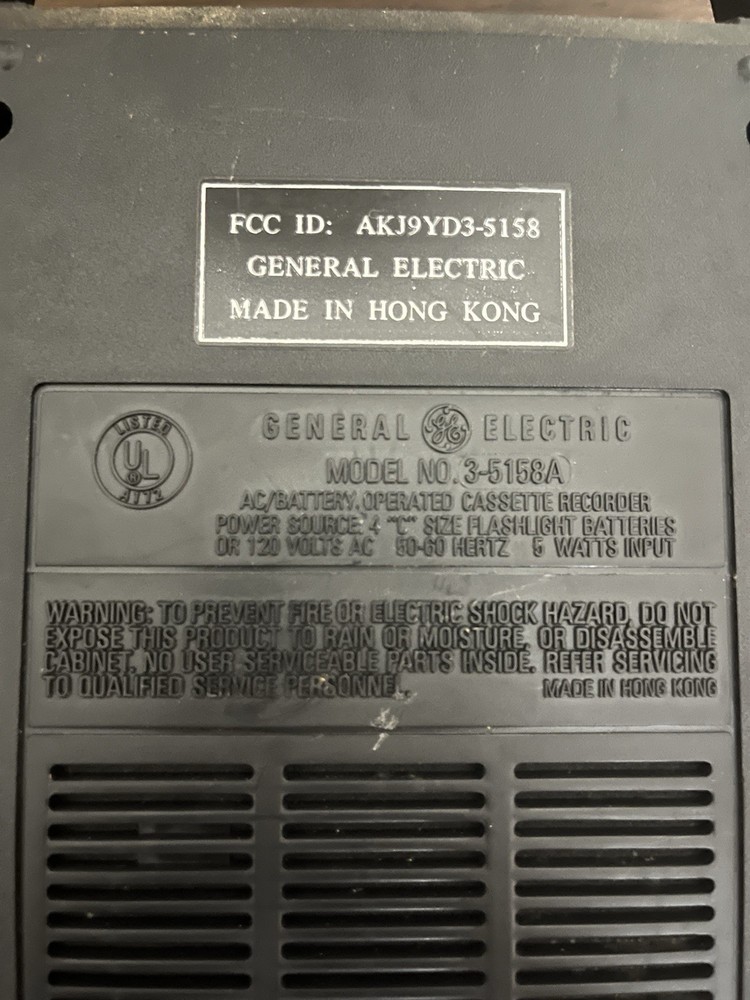 FCC ID: AKJ9YD3-5158
GENERAL ELECTRIC
MADE IN HONG KONG
LISTED
UL
®
A772
GENERAL GE ELECTRIC
MODEL NO. 3-5158A
AC/BATTERY, OPERATED CASSETTE RECORDER
POWER SOURCE: 4 "C" SIZE FLASHLIGHT BATTERIES
OR 120 VOLTS AC 50-60 HERTZ 5 WATTS INPUT
WARNING: TO PREVENT FIRE OR ELECTRIC SHOCK HAZARD, DO NOT
EXPOSE THIS PRODUCT TO RAIN OR MOISTURE, OR DISASSEMBLE
CABINET. NO USER SERVICEABLE PARTS INSIDE. REFER SERVICING
TO QUALIFIED SERVICE PERSONNEL. MADE IN HONG KONG